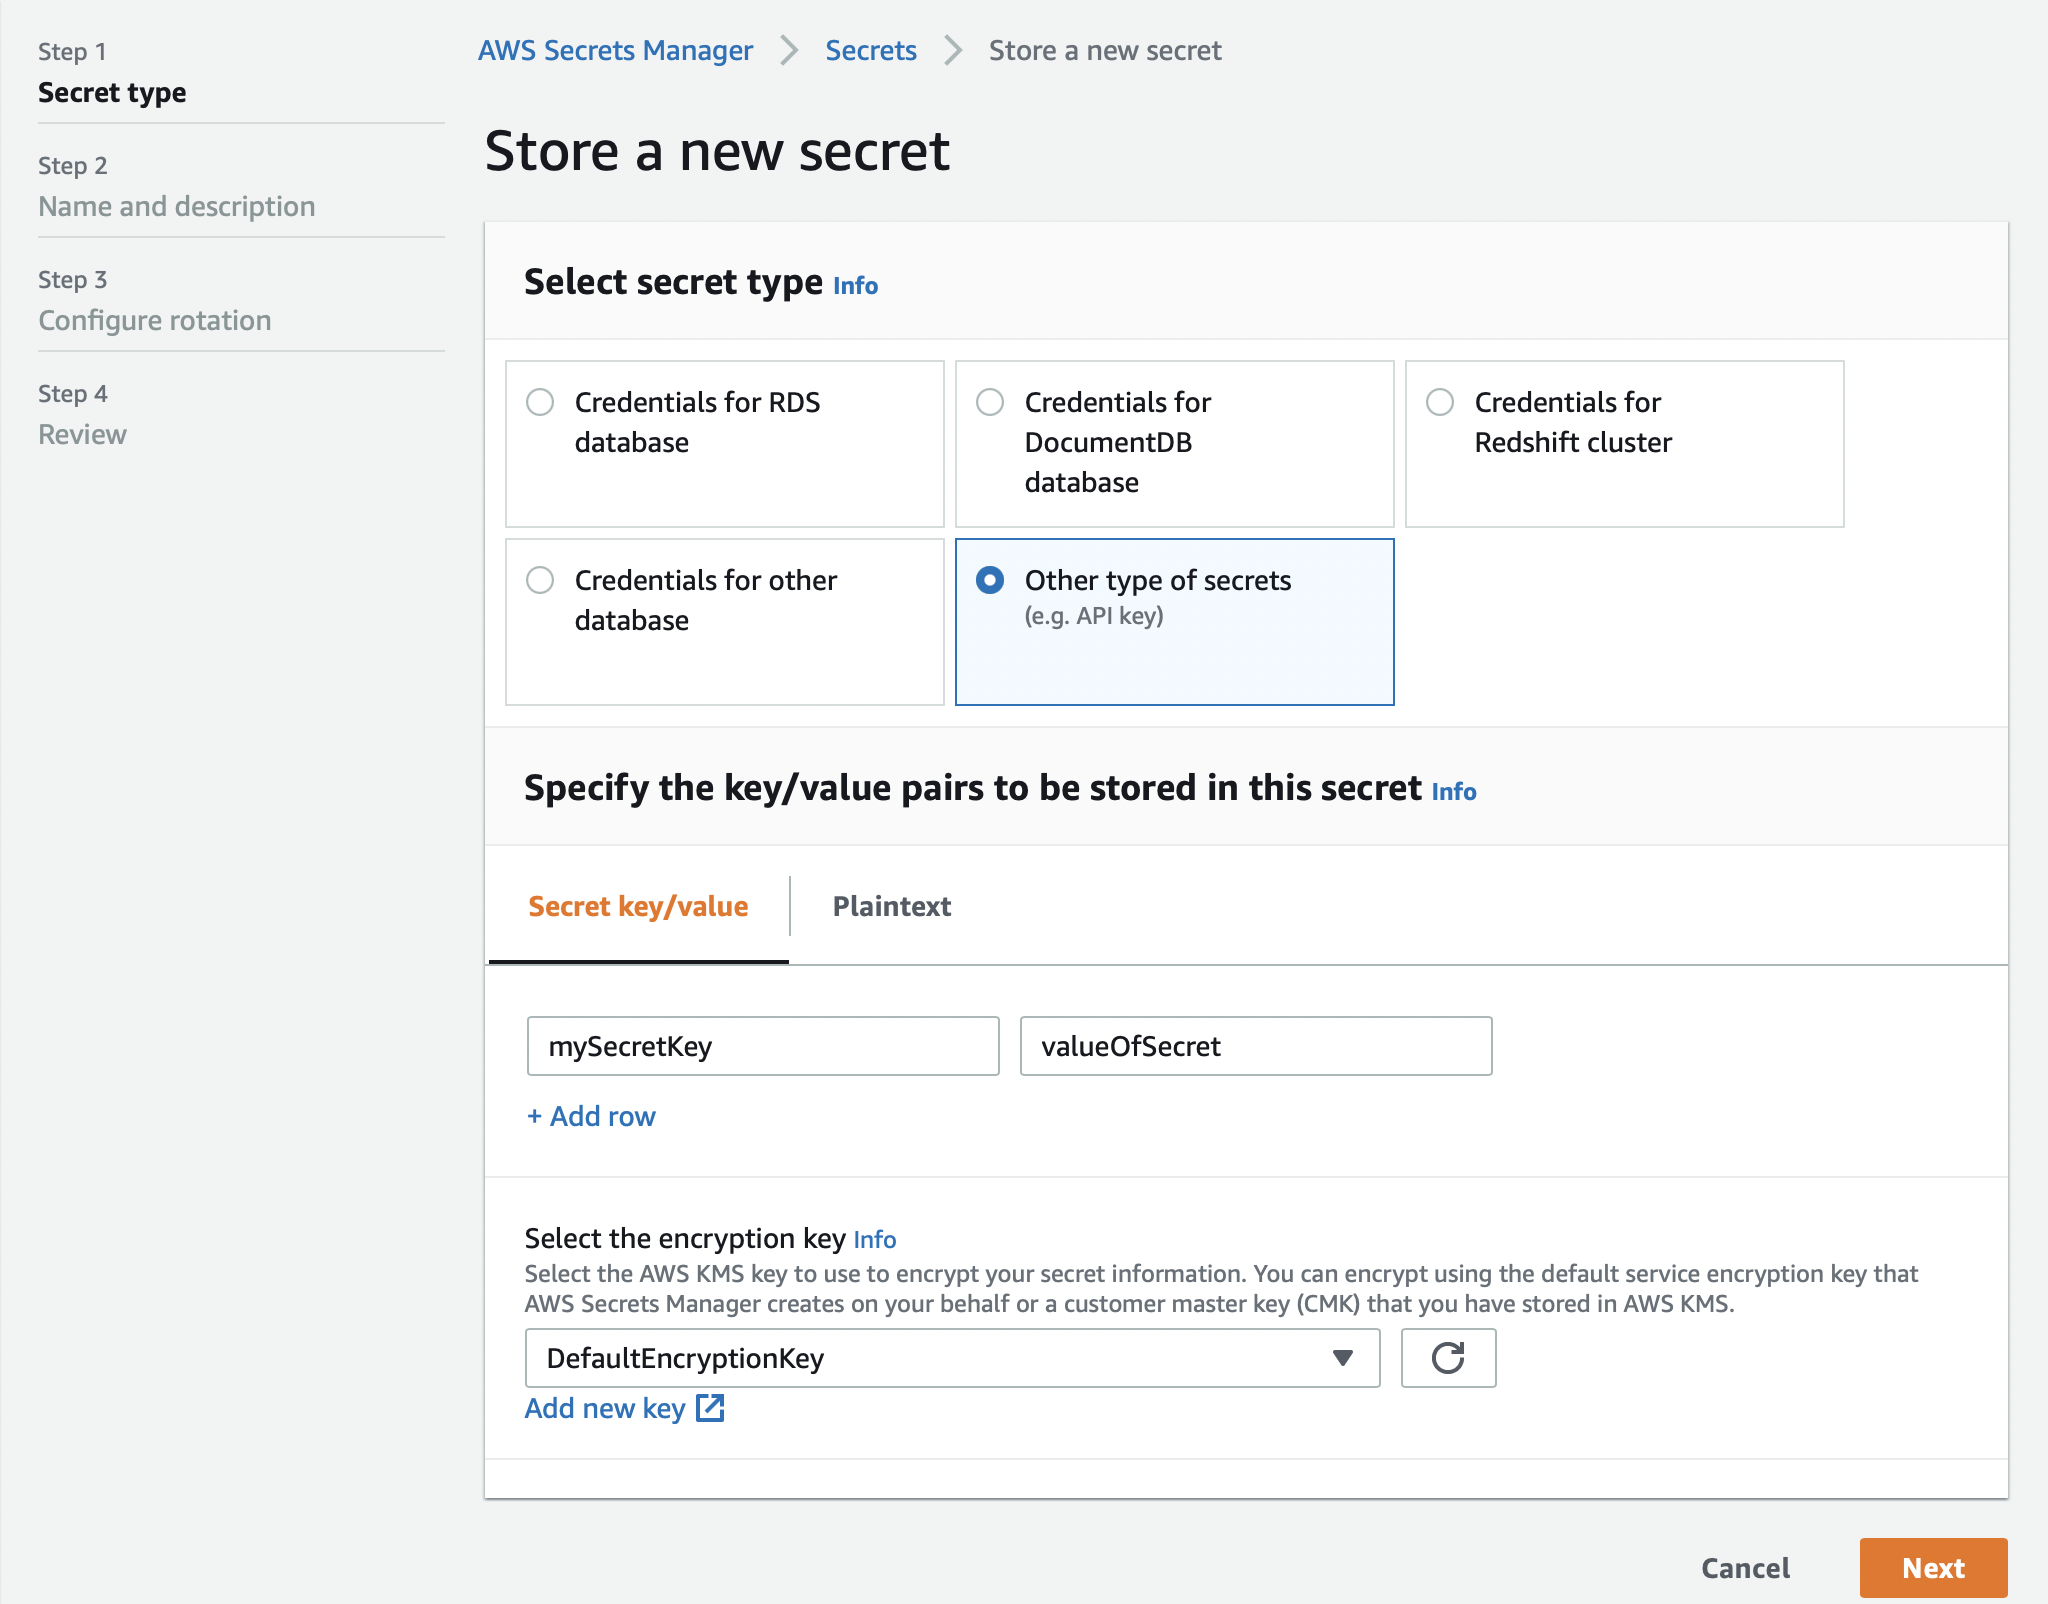 Step 1
Secret type
Step 2
Name and description
Step 3
Configure rotation
Step 4
Review
AWS Secrets Manager
Secrets
Store a new secret
Store a new secret
Select secret type Info
Credentials for RDS
database
Credentials for
DocumentDB
database
Credentials for
Redshift cluster
Credentials for other
database
Other type of secrets
(e.g. API key)
Specify the key/value pairs to be stored in this secret Info
Secret key/value
Plaintext
mySecretKey
valueOfSecret
+ Add row
Select the encryption key Info
Select the AWS KMS key to use to encrypt your secret information. You can encrypt using the default service encryption key that
AWS Secrets Manager creates on your behalf or a customer master key (CMK) that you have stored in AWS KMS.
DefaultEncryptionKey
Add new key
Cancel
Next